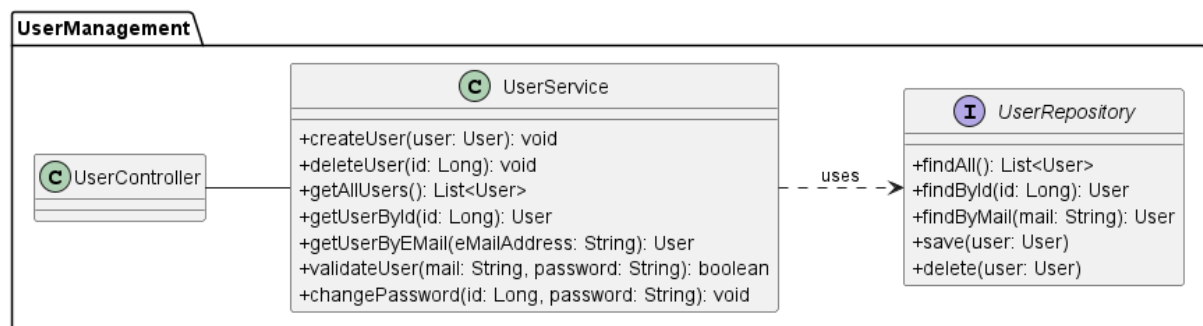 UserManagement
C UserController
C UserService
+createUser(user: User): void
+deleteUser(id: Long): void
+getAllUsers(): List<User>
+getUserById(id: Long): User
+getUserByEMail(eMailAddress: String): User
+validateUser(mail: String, password: String): boolean
+changePassword(id: Long, password: String): void
uses
I UserRepository
+findAll(): List<User>
+findById(id: Long): User
+findByMail(mail: String): User
+save(user: User)
+delete(user: User)